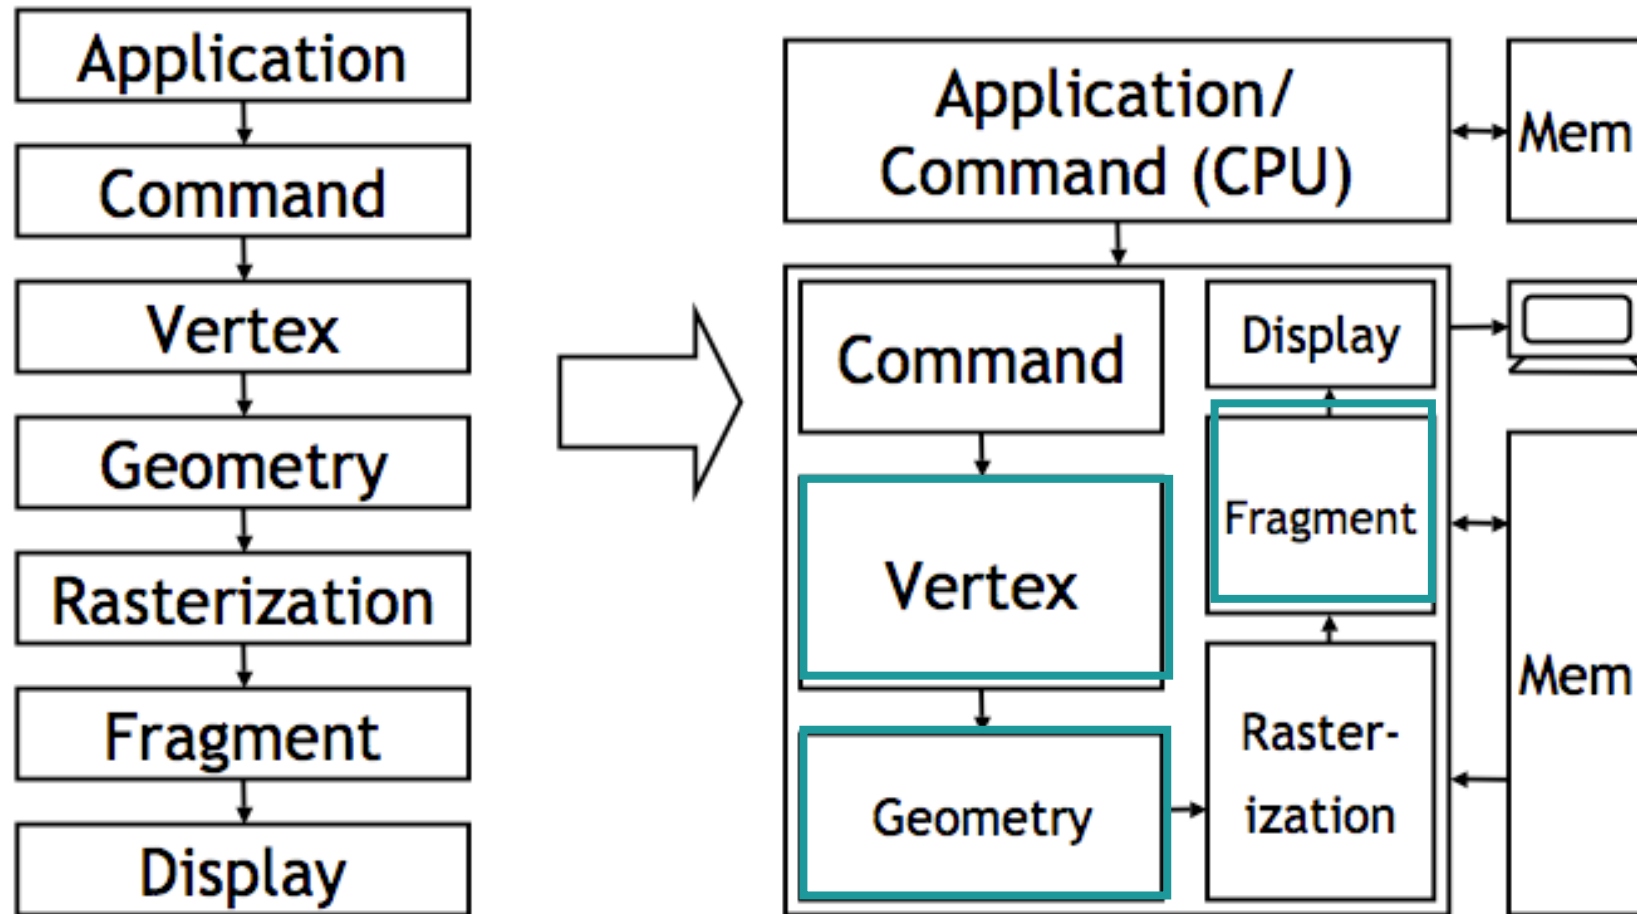 Application
Command
Vertex
Geometry
Rasterization
Fragment
Display
Application/
Command (CPU)
Mem
Command
Display
Vertex
Fragment
Geometry
Raster-
ization
Mem